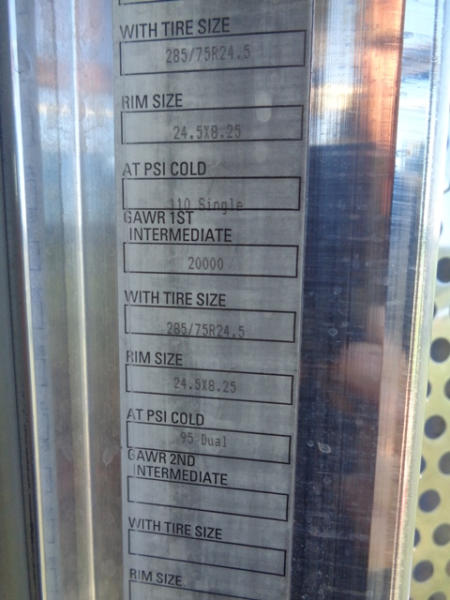 WITH TIRE SIZE
285/75R24.5
RIM SIZE
24.5X8.25
AT PSI COLD
110 Single
GAWR 1ST
INTERMEDIATE
20000
WITH TIRE SIZE
285/75R24.5
RIM SIZE
24.5X8.25
AT PSI COLD
95 Dual
GAWR 2ND
INTERMEDIATE
WITH TIRE SIZE
RIM SIZE